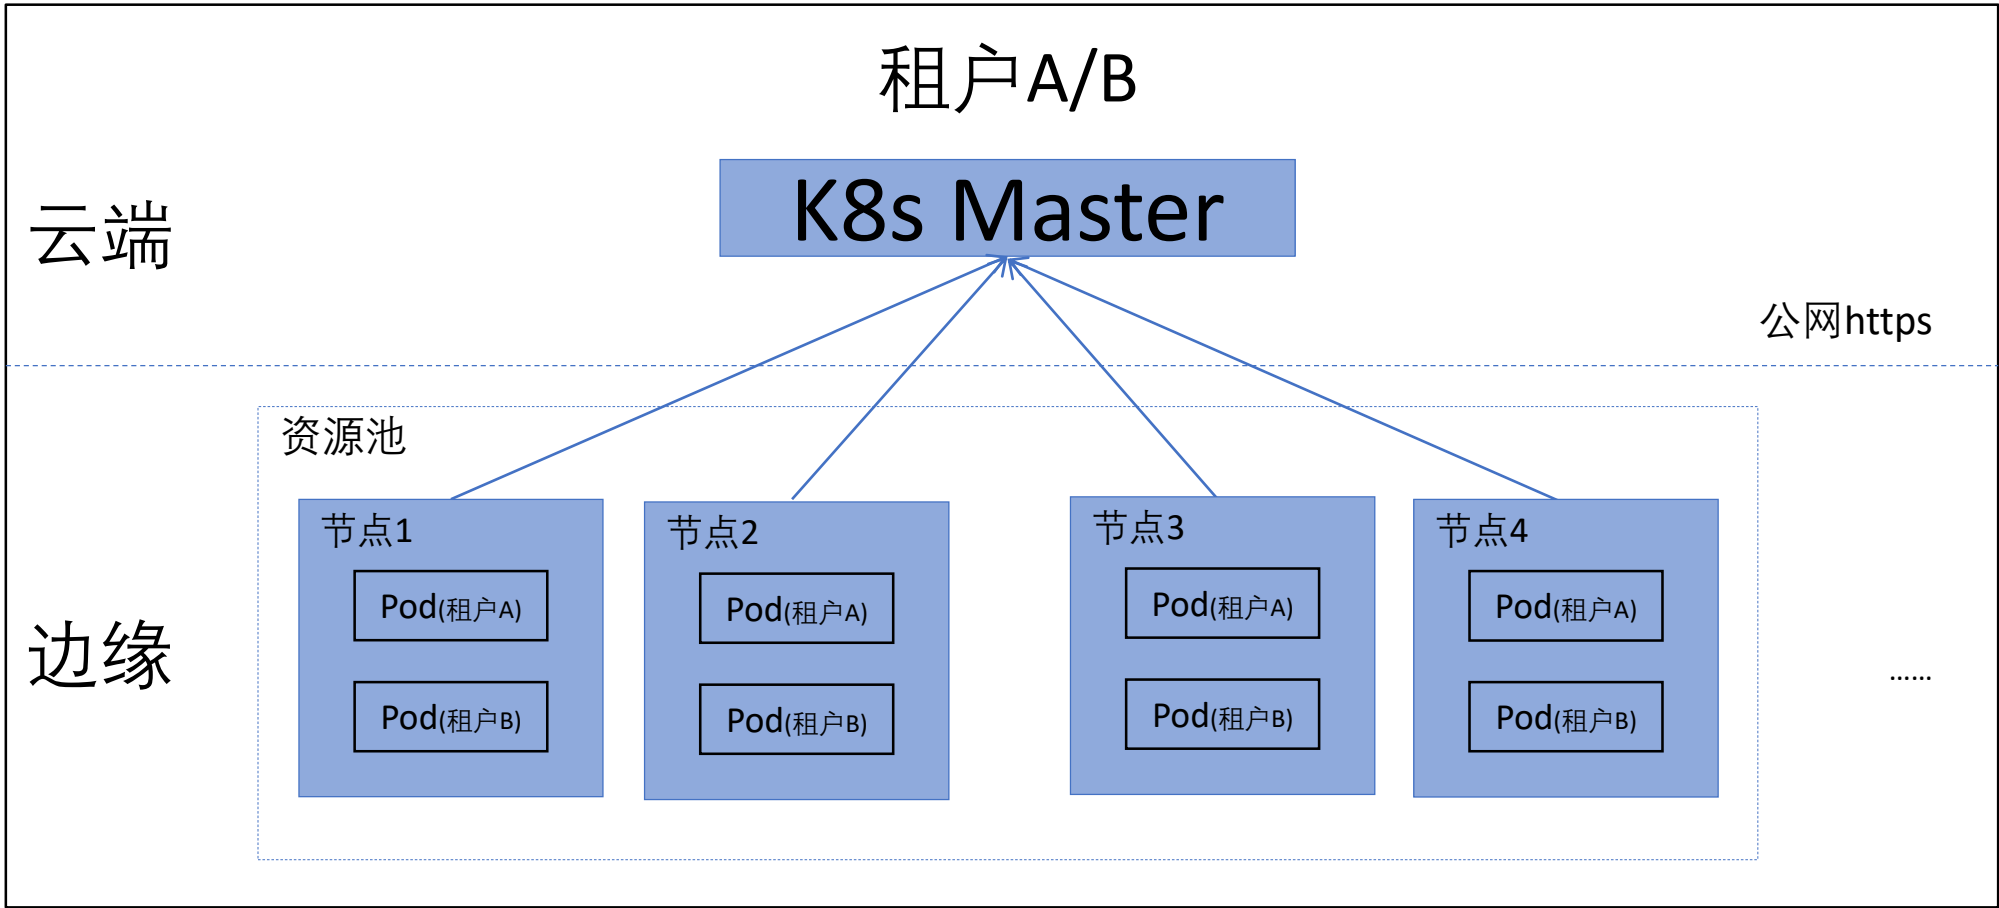 租户A/B
K8s Master
云端
公网https
资源池
节点1
Pod(租户A)
Pod(租户B)
节点2
Pod(租户A)
Pod(租户B)
节点3
Pod(租户A)
Pod(租户B)
节点4
Pod(租户A)
Pod(租户B)
边缘
……